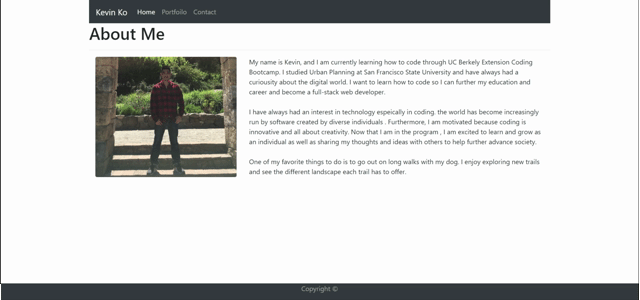 Kevin Ko Home Portfoilo Contact
About Me
My name is Kevin, and I am currently learning how to code through UC Berkely Extension Coding
Bootcamp. I studied Urban Planning at San Francisco State University and have always had a
curiosity about the digital world. I want to learn how to code so I can further my education and
career and become a full-stack web developer.
I have always had an interest in technology espeically in coding. the world has become increasingly
run by software created by diverse individuals . Furthermore, I am motivated because coding is
innovative and all about creativity. Now that I am in the program , I am excited to learn and grow as
an individual as well as sharing my thoughts and ideas with others to help further advance society.
One of my favorite things to do is to go out on long walks with my dog. I enjoy exploring new trails
and see the different landscape each trail has to offer.
Copyright ©